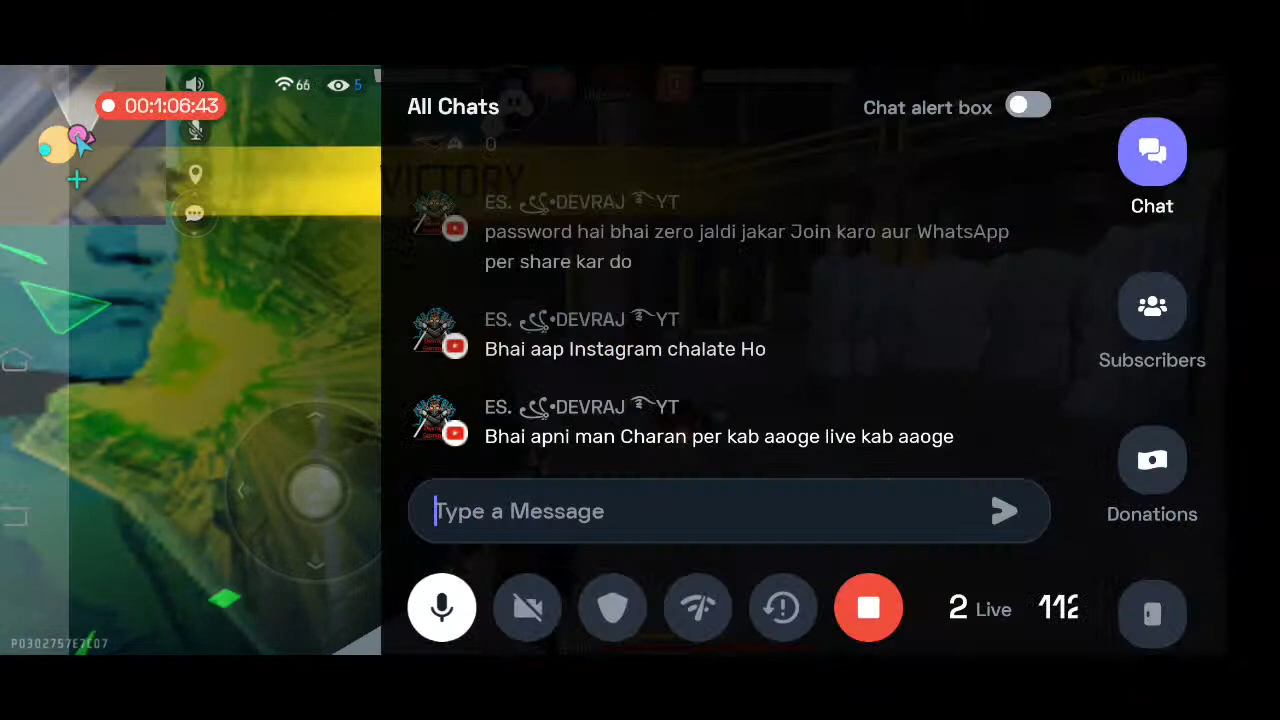 66
5
00:1:06:43
All Chats
Chat alert box
0
VICTORY
ES. •DEVRAJ YT
password hai bhai zero jaldi jakar Join karo aur WhatsApp
per share kar do
Chat
ES. •DEVRAJ YT
Bhai aap Instagram chalate Ho
Subscribers
ES. •DEVRAJ YT
Bhai apni man Charan per kab aaoge live kab aaoge
Type a Message
Donations
2 Live
112
P0302757E7C07